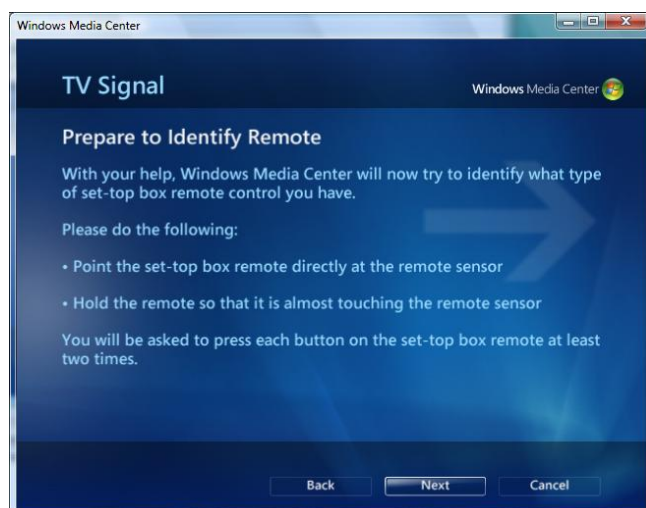 Windows Media Center
TV Signal
Windows Media Center
Prepare to Identify Remote
With your help, Windows Media Center will now try to identify what type
of set-top box remote control you have.
Please do the following:
• Point the set-top box remote directly at the remote sensor
• Hold the remote so that it is almost touching the remote sensor
You will be asked to press each button on the set-top box remote at least
two times.
Back Next Cancel